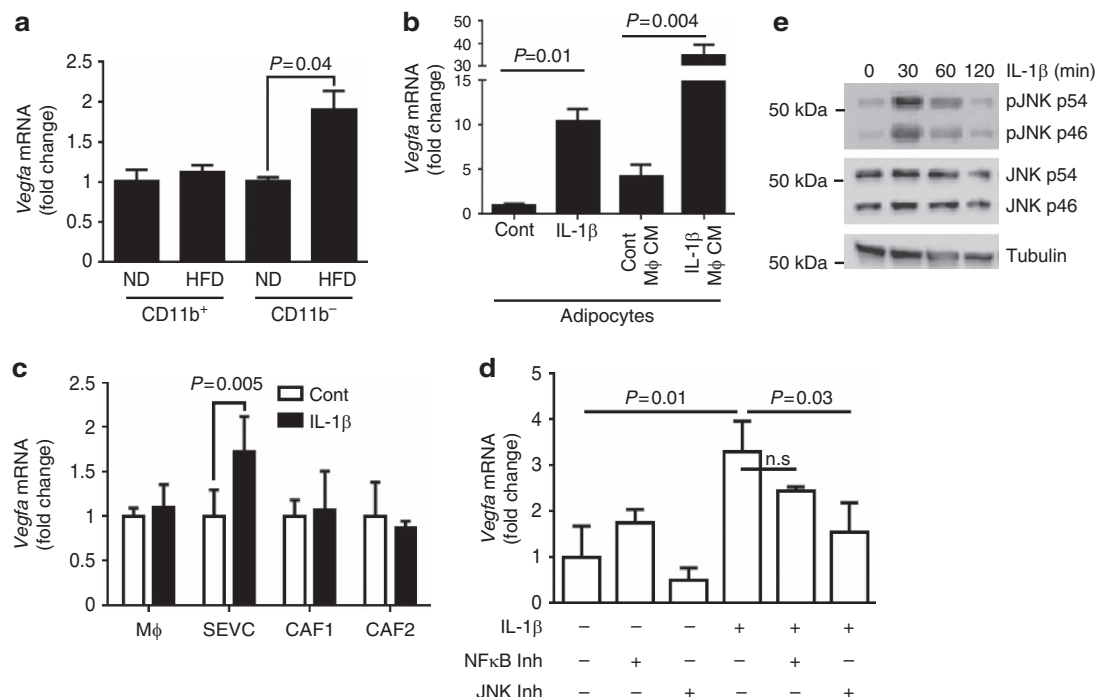 a
Vegfa mRNA
(fold change)
2.5
2
1.5
1
0.5
0
P=0.04
ND HFD ND HFD
CD11b+ CD11b–
b
Vegfa mRNA
(fold change)
50
40
30
10
5
0
P=0.01
P=0.004
Cont
IL-1β
Cont
Mϕ CM
IL-1β
Mϕ CM
Adipocytes
e
0 30 60 120 IL-1β (min)
50 kDa
pJNK p54
pJNK p46
50 kDa
JNK p54
JNK p46
50 kDa
Tubulin
c
Vegfa mRNA
(fold change)
2.5
2
1.5
1
0.5
0
P=0.005
Cont
IL-1β
Mϕ SEVC CAF1 CAF2
d
Vegfa mRNA
(fold change)
5
4
3
2
1
0
P=0.01
P=0.03
n.s
IL-1β – – – + + +
NFκB Inh – + – – + –
JNK Inh – – + – – +